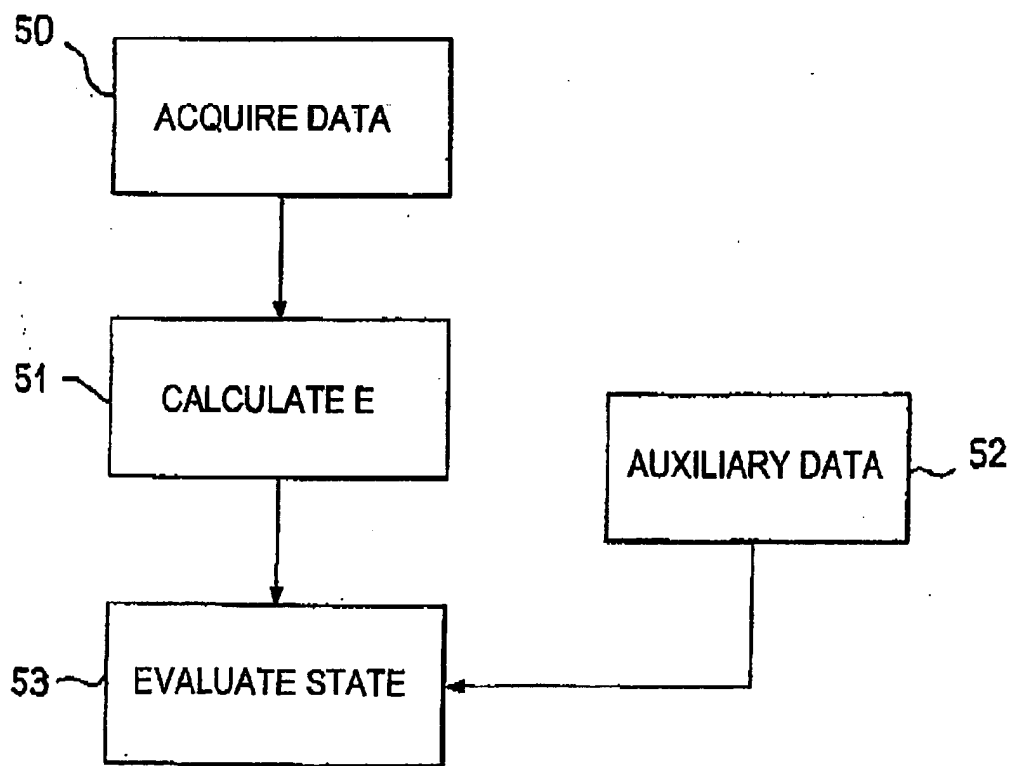 50
ACQUIRE DATA
51
CALCULATE E
AUXILIARY DATA
52
53
EVALUATE STATE